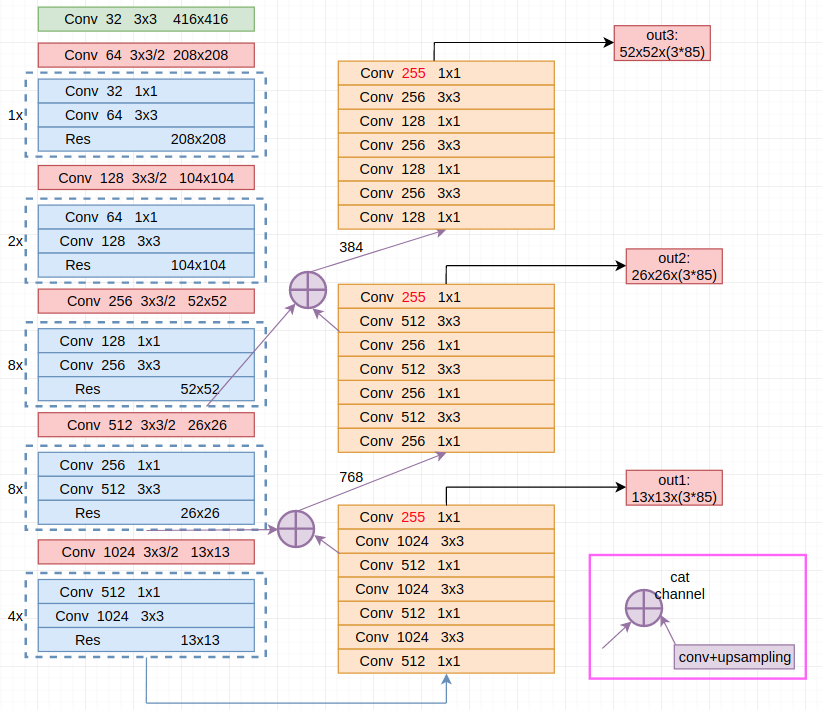 Conv 32 3x3 416x416
Conv 64 3x3/2 208x208
1x
Conv 32 1x1
Conv 64 3x3
Res 208x208
Conv 128 3x3/2 104x104
2x
Conv 64 1x1
Conv 128 3x3
Res 104x104
Conv 256 3x3/2 52x52
8x
Conv 128 1x1
Conv 256 3x3
Res 52x52
Conv 512 3x3/2 26x26
8x
Conv 256 1x1
Conv 512 3x3
Res 26x26
Conv 1024 3x3/2 13x13
4x
Conv 512 1x1
Conv 1024 3x3
Res 13x13
Conv 255 1x1
Conv 256 3x3
Conv 128 1x1
Conv 256 3x3
Conv 128 1x1
Conv 256 3x3
Conv 128 1x1
384
Conv 255 1x1
Conv 512 3x3
Conv 256 1x1
Conv 512 3x3
Conv 256 1x1
Conv 512 3x3
Conv 256 1x1
768
Conv 255 1x1
Conv 1024 3x3
Conv 512 1x1
Conv 1024 3x3
Conv 512 1x1
Conv 1024 3x3
Conv 512 1x1
out3:
52x52x(3*85)
out2:
26x26x(3*85)
out1:
13x13x(3*85)
cat
channel
conv+upsampling